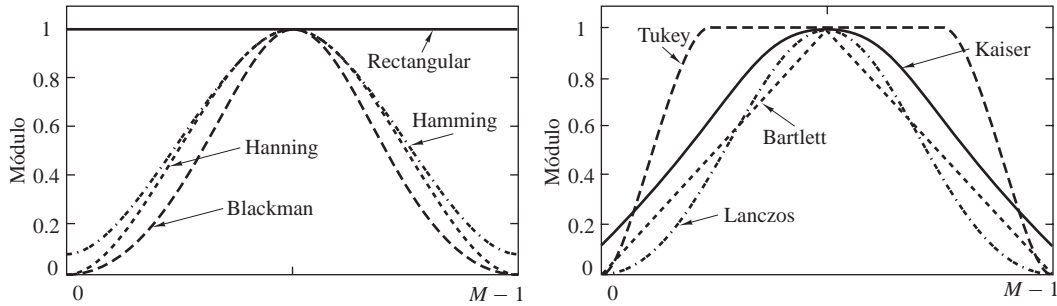 Módulo
1
0.8
0.6
0.4
0.2
0
Rectangular
Hamming
Hanning
Blackman
0
M – 1
Módulo
1
0.8
0.6
0.4
0.2
0
Tukey
Kaiser
Bartlett
Lanczos
0
M – 1